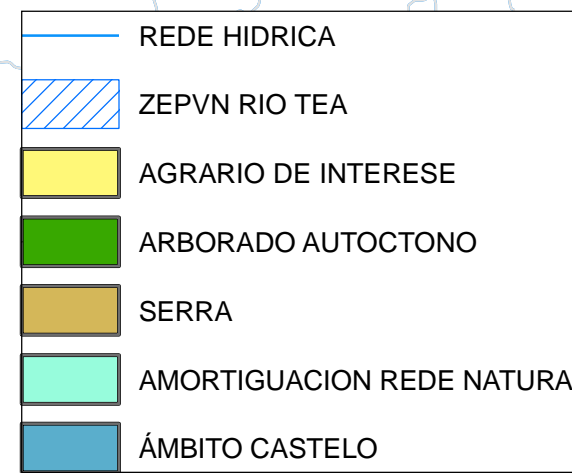 REDE HIDRICA
ZEPVN RIO TEA
AGRARIO DE INTERESE
ARBORADO AUTOCTONO
SERRA
AMORTIGUACION REDE NATURA
ÁMBITO CASTELO